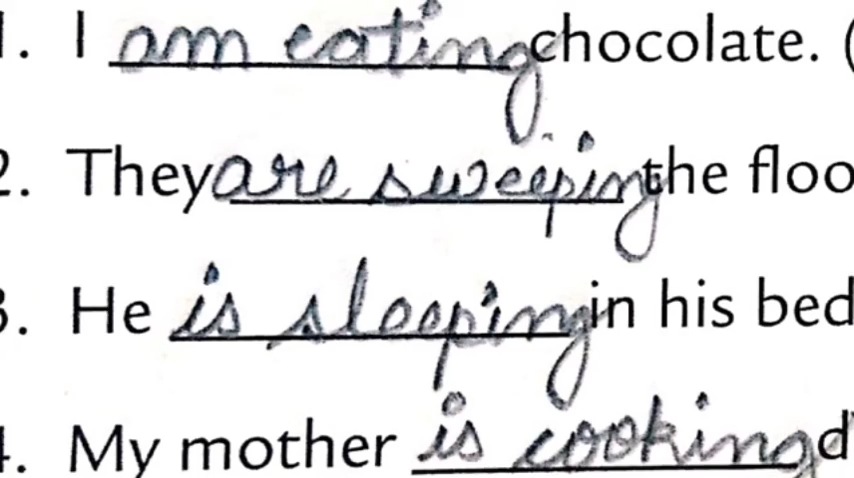 1. I am eating chocolate. (
2. They are sweeping the floo
3. He is sleeping in his bed
4. My mother is cooking d